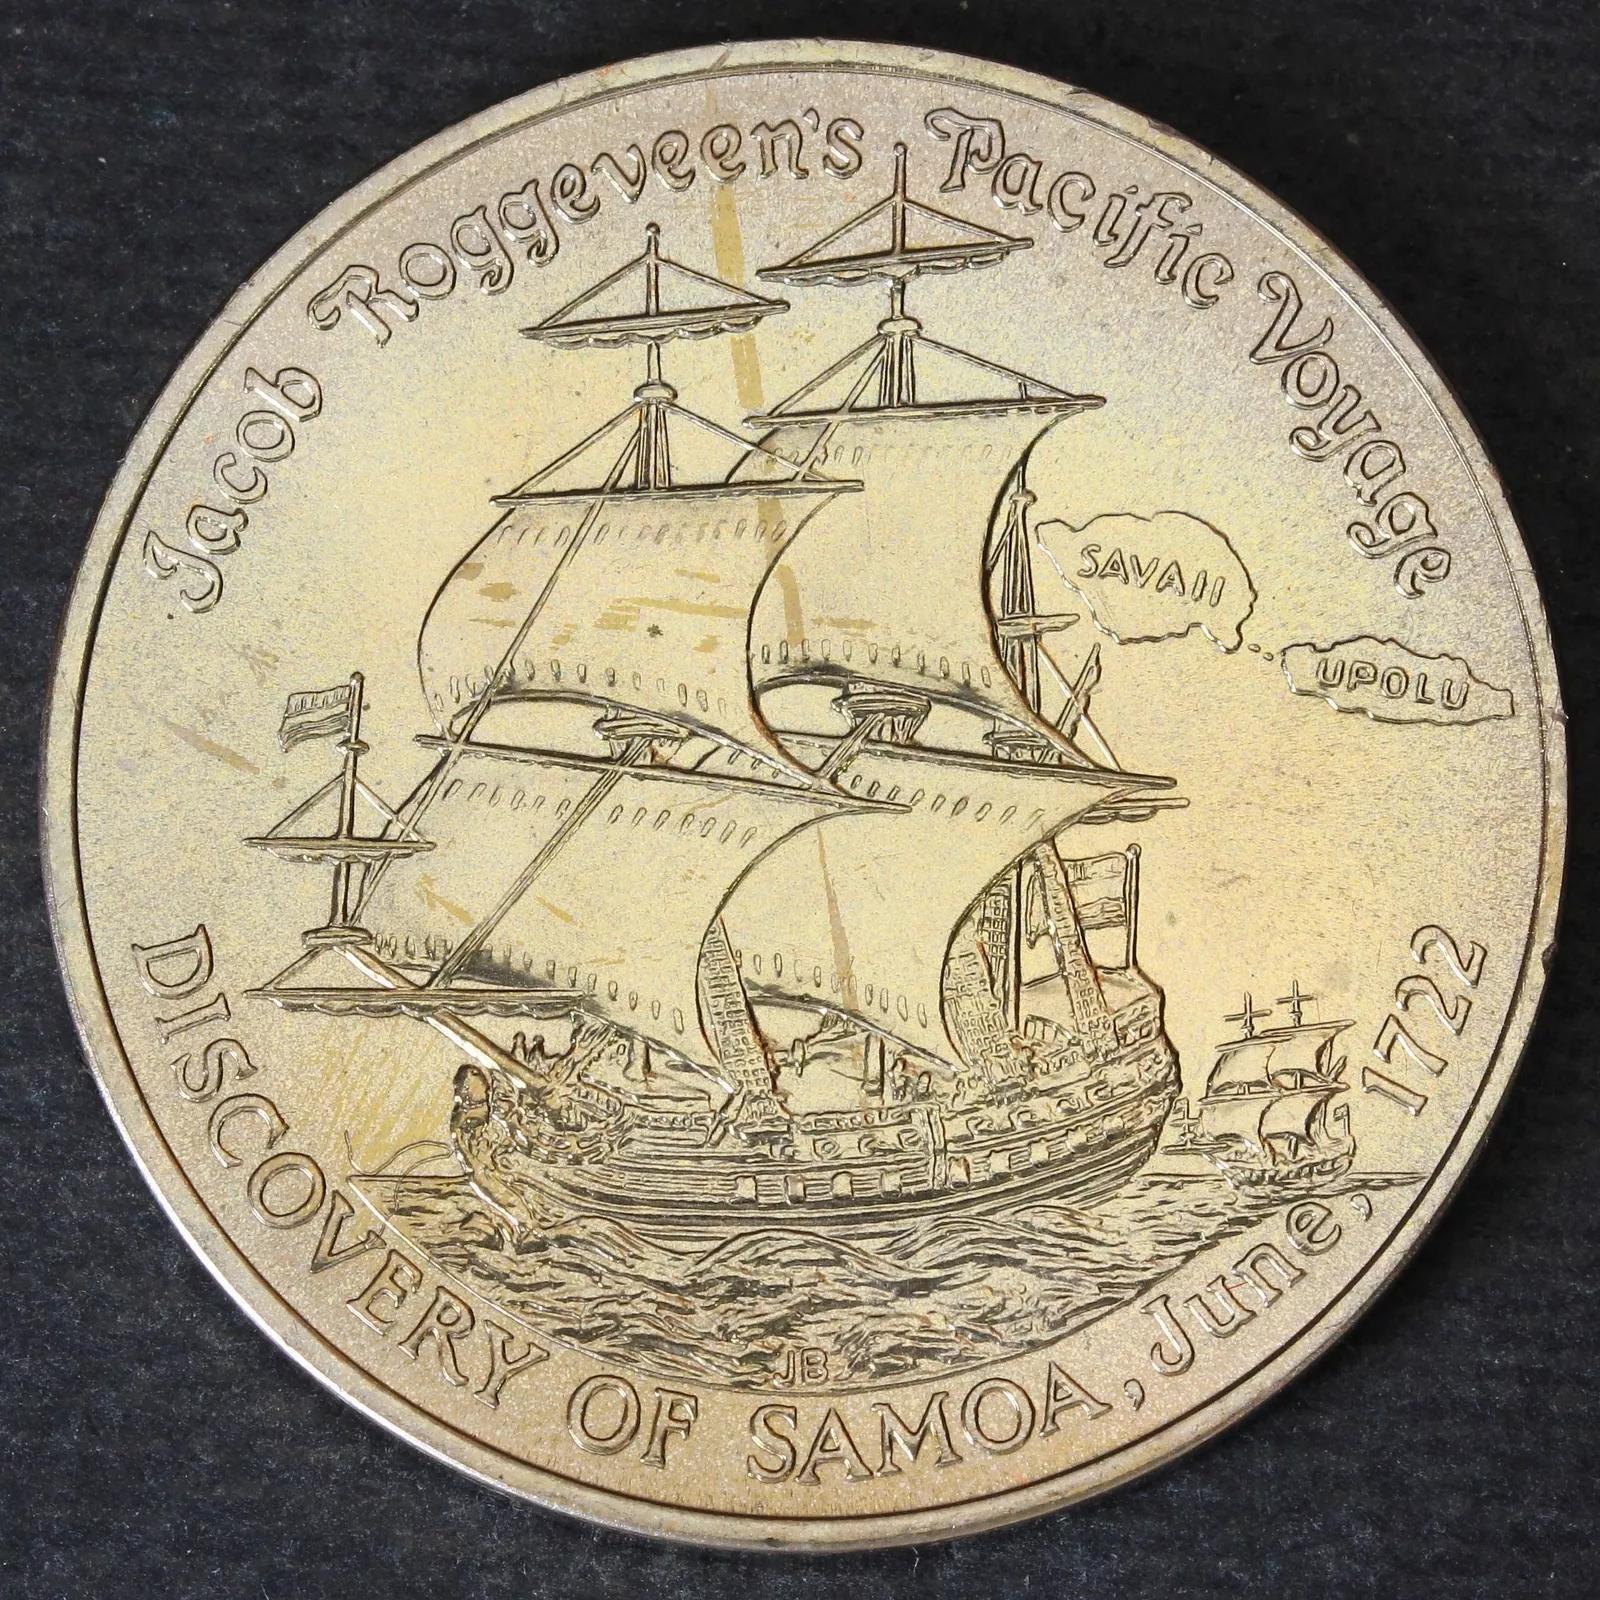 Jacob Roggeveen's Pacific Voyage
SAVAII
UPOLU
JB
DISCOVERY OF SAMOA, June, 1722